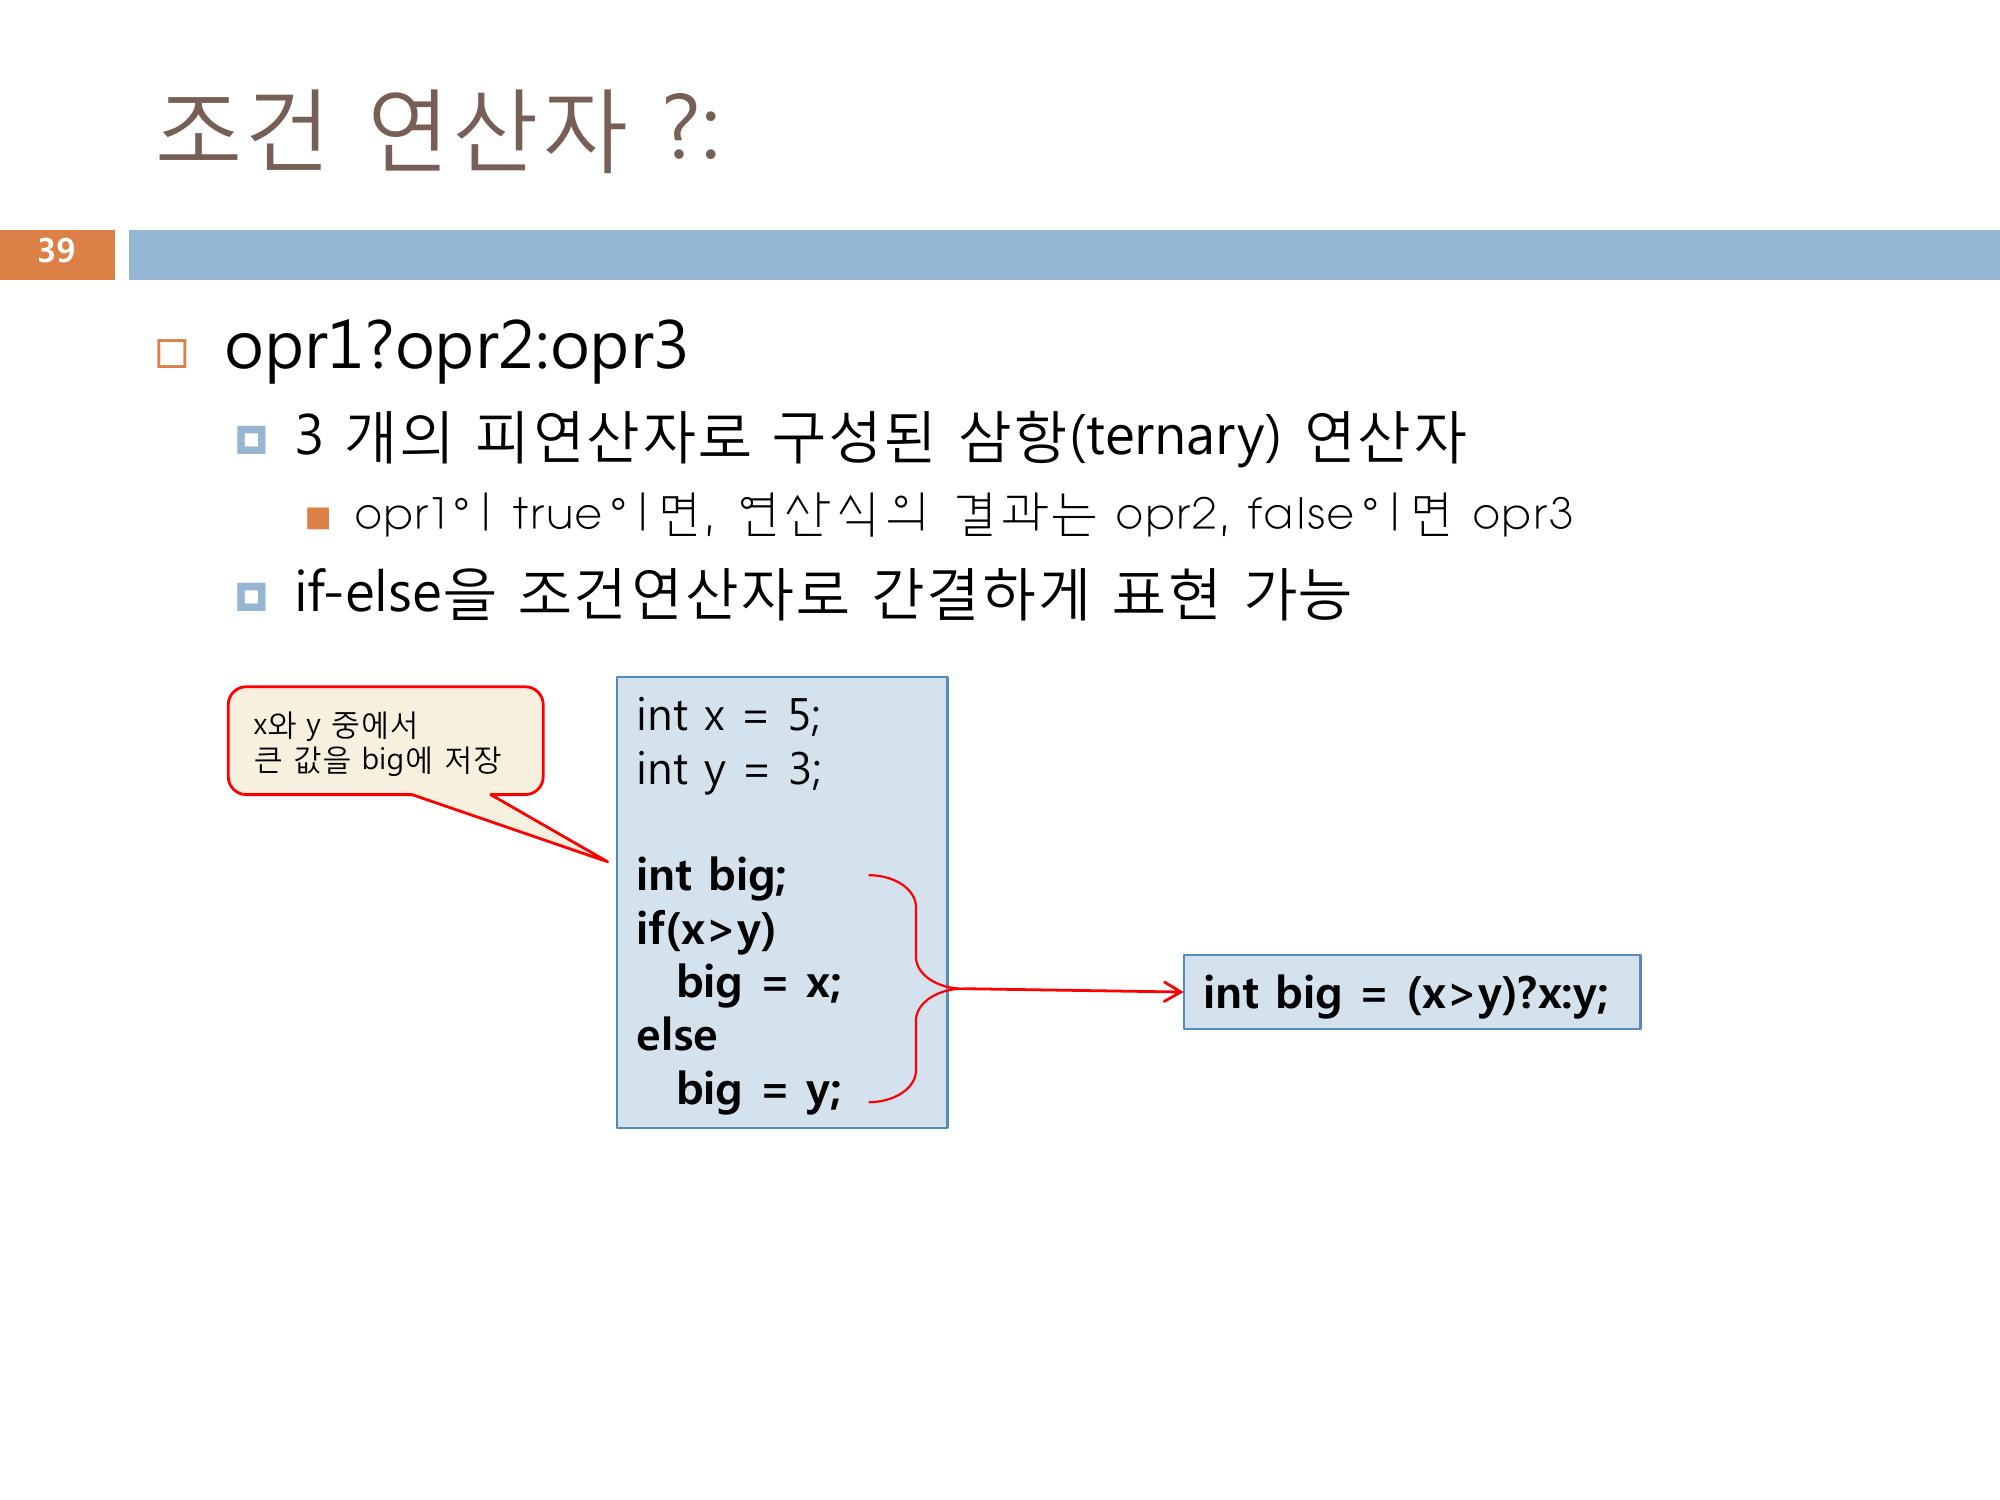 조건 연산자 ?:
39
opr1?opr2:opr3
3 개의 피연산자로 구성된 삼항(ternary) 연산자
opr1이 true이면, 연산식의 결과는 opr2, false이면 opr3
if-else을 조건연산자로 간결하게 표현 가능
x와 y 중에서
큰 값을 big에 저장
int x = 5;
int y = 3;
int big;
if(x>y)
big = x;
else
big = y;
int big = (x>y)?x:y;